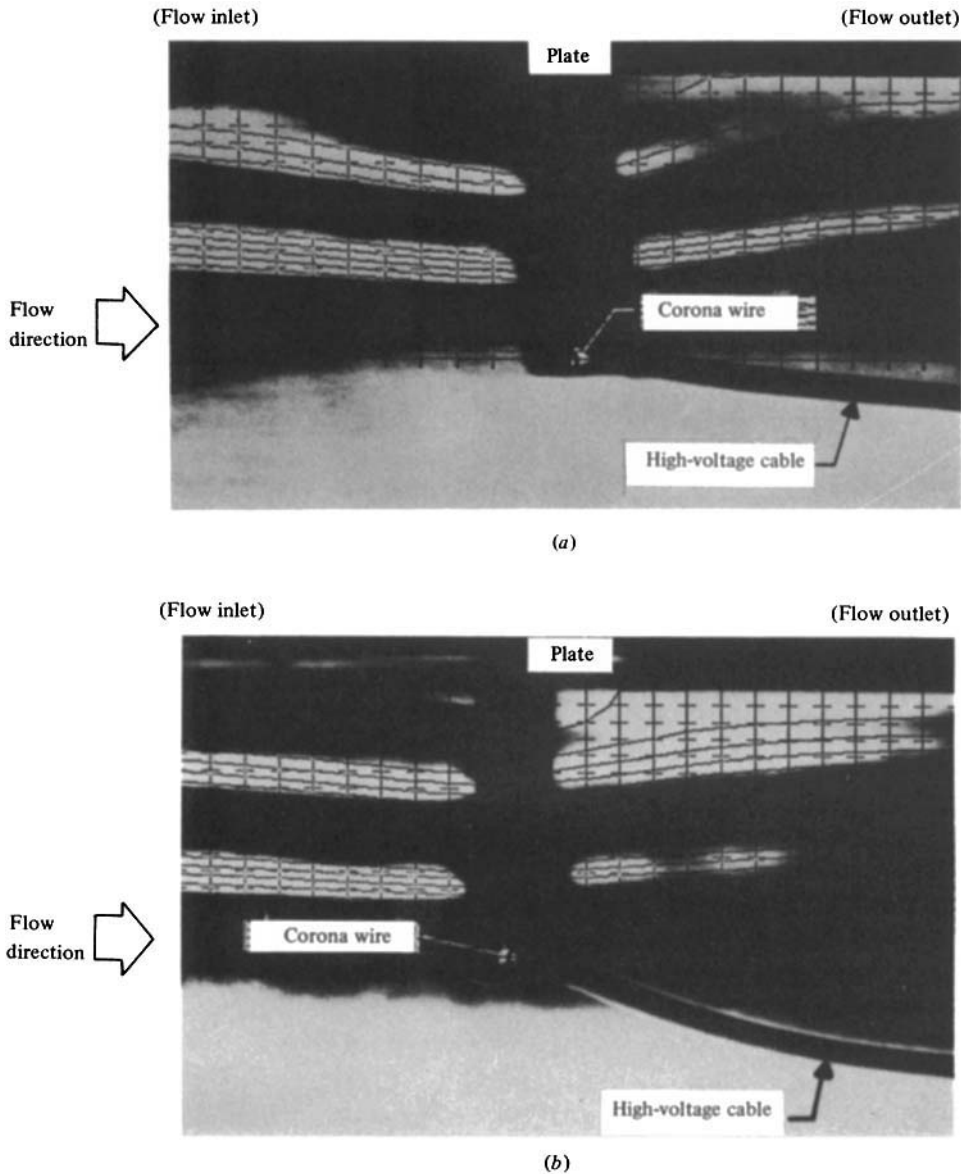 (Flow inlet)
(Flow outlet)
Plate
Flow
direction
Corona wire
High-voltage cable
(a)
(Flow inlet)
(Flow outlet)
Plate
Flow
direction
Corona wire
High-voltage cable
(b)